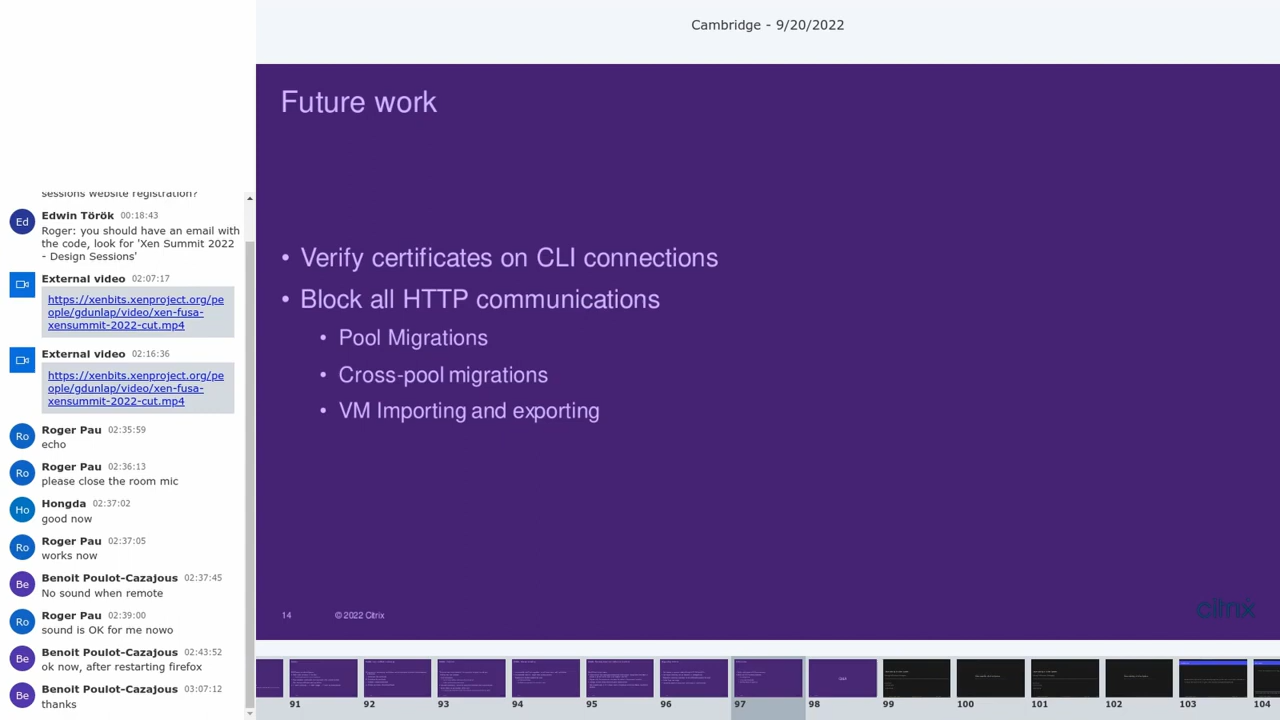 Cambridge - 9/20/2022
sessions website registration?
Ed
Edwin Török 00:18:43
Roger: you should have an email with
the code, look for 'Xen Summit 2022
- Design Sessions'
External video 02:07:17
https://xenbits.xenproject.org/pe
ople/gdunlap/video/xen-fusa-
xensummit-2022-cut.mp4
External video 02:16:36
https://xenbits.xenproject.org/pe
ople/gdunlap/video/xen-fusa-
xensummit-2022-cut.mp4
Ro
Roger Pau 02:35:59
echo
Ro
Roger Pau 02:36:13
please close the room mic
Ho
Hongda 02:37:02
good now
Ro
Roger Pau 02:37:05
works now
Be
Benoit Poulot-Cazajous 02:37:45
No sound when remote
Ro
Roger Pau 02:39:00
sound is OK for me nowo
Be
Benoit Poulot-Cazajous 02:43:52
ok now, after restarting firefox
Be
Benoit Poulot-Cazajous 03:07:12
thanks
Future work
• Verify certificates on CLI connections
• Block all HTTP communications
• Pool Migrations
• Cross-pool migrations
• VM Importing and exporting
14 © 2022 Citrix
citrix
91 92 93 94 95 96 97 98 99 100 101 102 103 104